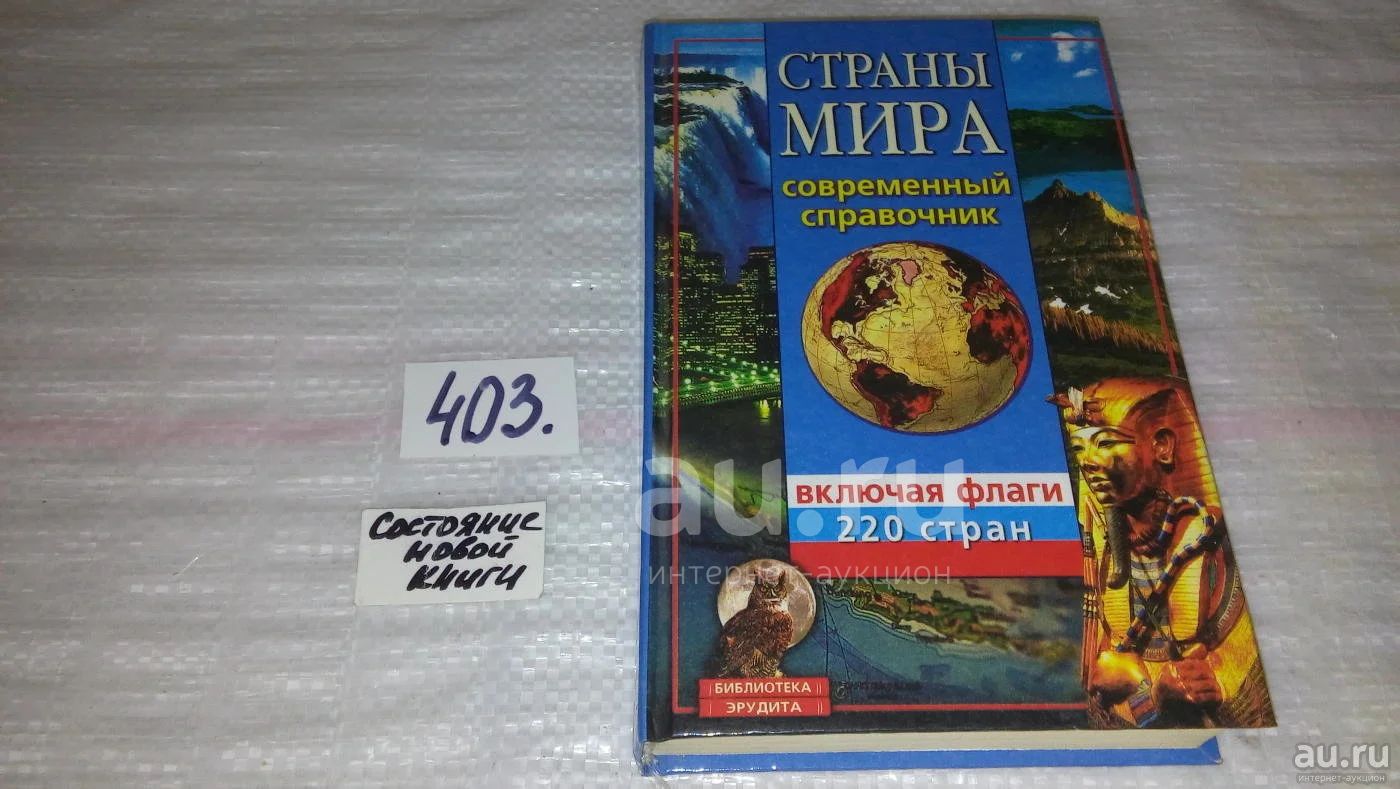 СТРАНЫ
МИРА
современный
справочник
включая флаги
220 стран
БИБЛИОТЕКА
ЭРУДИТА
403.
Состояние
новой
книги
au.ru
интернет-аукцион
au.ru
интернет-аукцион